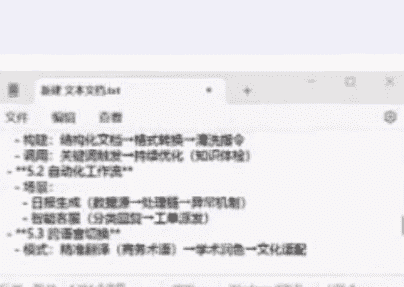 新建 文本文档.txt
文件 编辑 查看
- 构建：结构化文档→格式转换→清洗指令
- 调用：关键词触发→持续优化（知识体检）
- **5.2 自动化工作流**
- 场景：
- 日报生成（数据源→处理链→异常机制）
- 智能客服（分类回复→工单派发）
- **5.3 跨语言切换**
- 模式：精准翻译（商务术语）→学术润色→文化适配